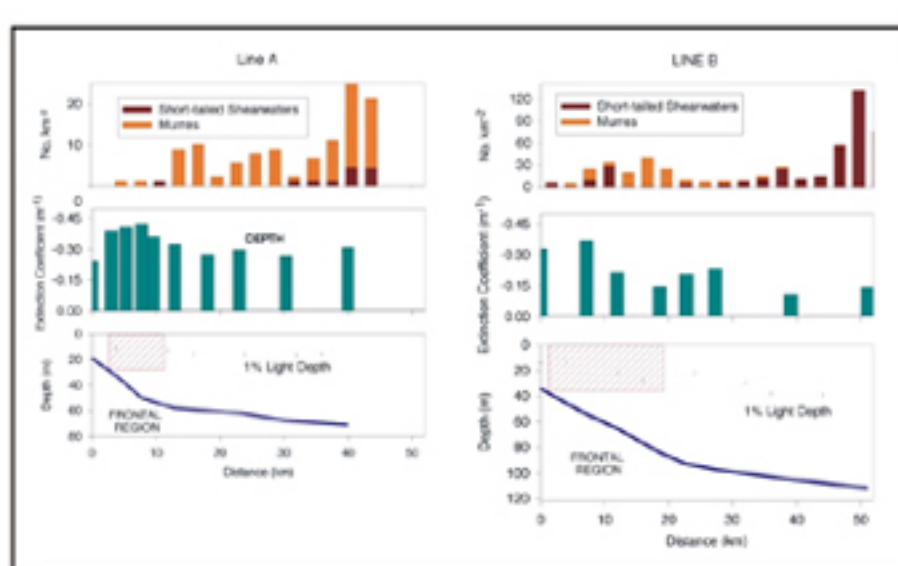 Line A
20
10
0
No. km⁻²
Short-tailed Shearwaters
Murres
-0.45
-0.30
-0.15
0.00
Extinction Coefficient (m⁻¹)
DEPTH
0
20
40
60
80
Depth (m)
1% Light Depth
FRONTAL
REGION
0 10 20 30 40 50
Distance (km)
LINE B
120
90
60
30
0
No. km⁻²
Short-tailed Shearwaters
Murres
-0.45
-0.30
-0.15
-0.00
Extinction Coefficient (m⁻¹)
0
20
40
60
80
100
120
Depth (m)
1% Light Depth
FRONTAL
REGION
0 10 20 30 40 50
Distance (km)